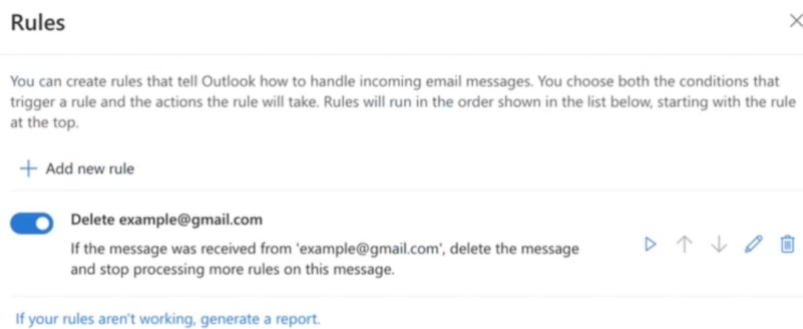 Rules
You can create rules that tell Outlook how to handle incoming email messages. You choose both the conditions that
trigger a rule and the actions the rule will take. Rules will run in the order shown in the list below, starting with the rule
at the top.
Add new rule
Delete example@gmail.com
If the message was received from 'example@gmail.com', delete the message
and stop processing more rules on this message.
If your rules aren't working, generate a report.